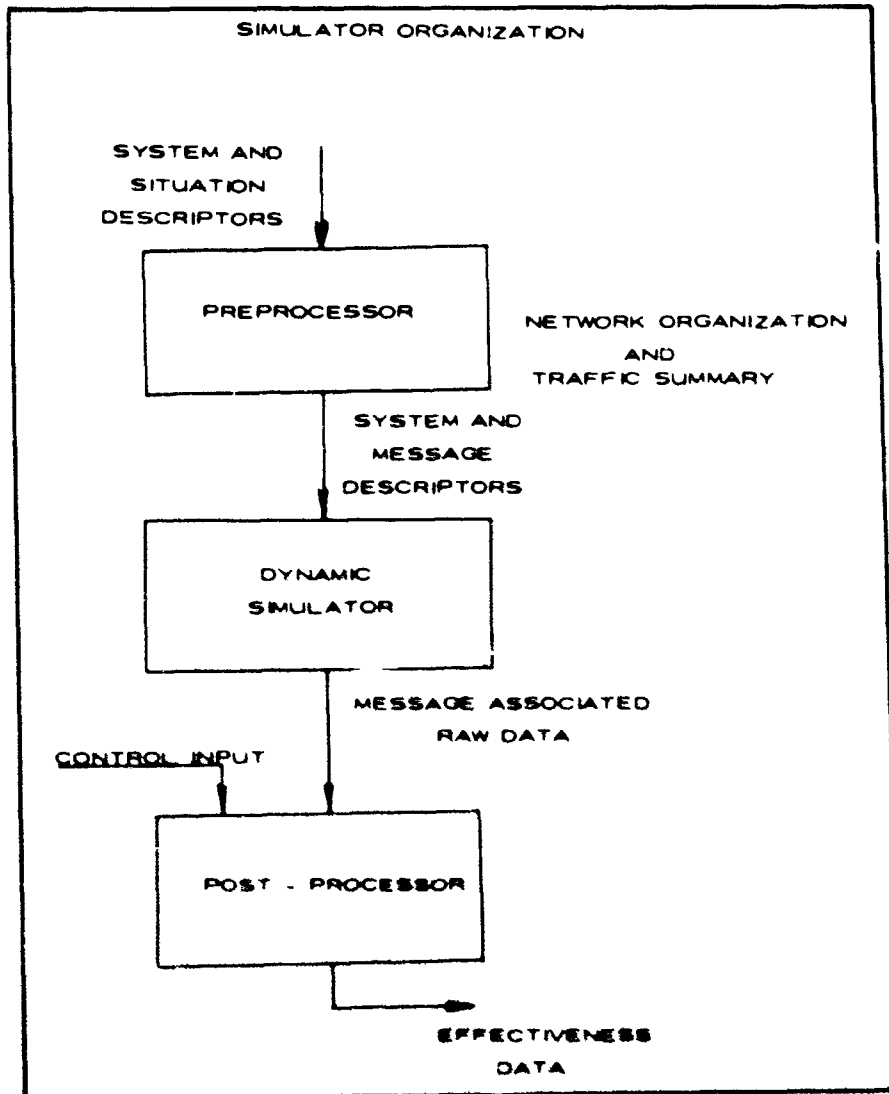 SIMULATOR ORGANIZATION
SYSTEM AND
SITUATION
DESCRIPTORS
PREPROCESSOR
NETWORK ORGANIZATION
AND
TRAFFIC SUMMARY
SYSTEM AND
MESSAGE
DESCRIPTORS
DYNAMIC
SIMULATOR
MESSAGE ASSOCIATED
RAW DATA
CONTROL INPUT
POST - PROCESSOR
EFFECTIVENESS
DATA